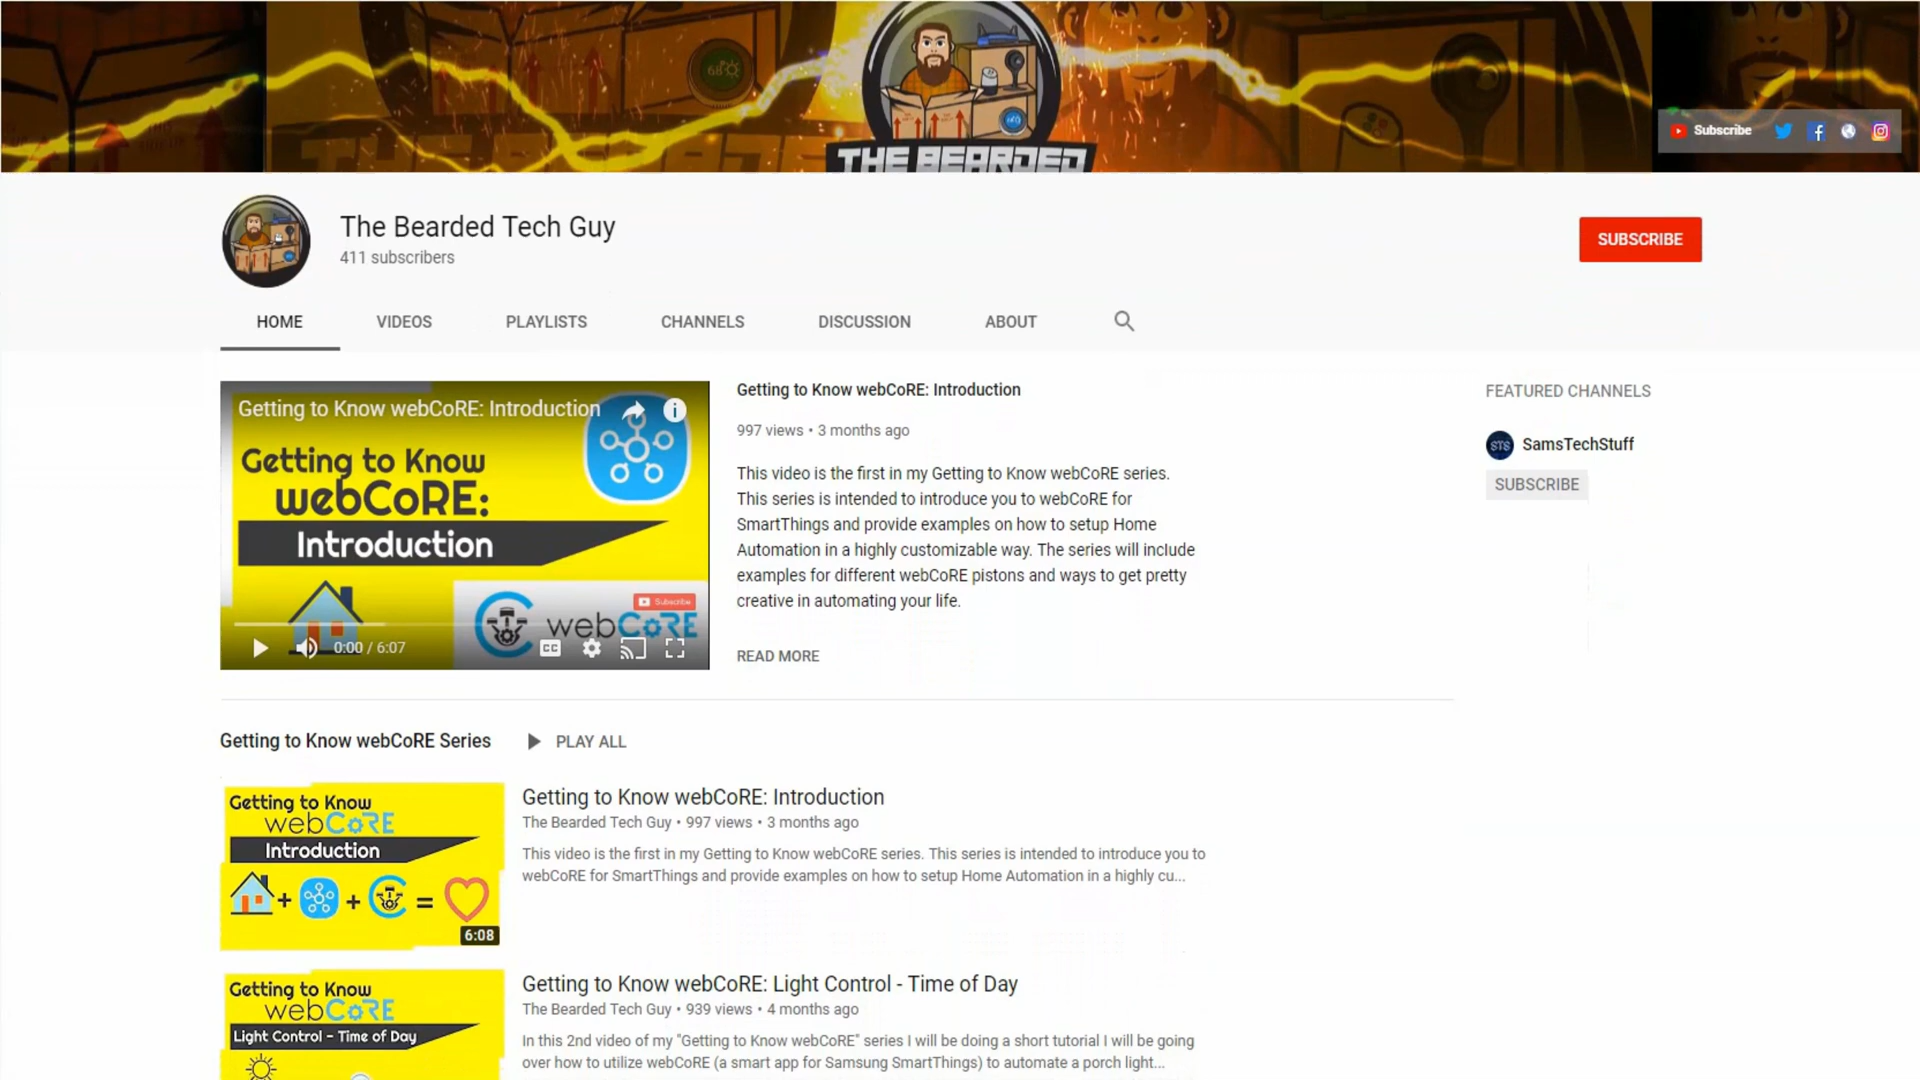 THE BEARDED
Subscribe
The Bearded Tech Guy
411 subscribers
SUBSCRIBE
HOME
VIDEOS
PLAYLISTS
CHANNELS
DISCUSSION
ABOUT
Getting to Know webCoRE: Introduction
Getting to Know
webCoRE:
Introduction
Subscribe
webCoRE
0:00 / 6:07
CC
Getting to Know webCoRE: Introduction
997 views • 3 months ago
This video is the first in my Getting to Know webCoRE series.
This series is intended to introduce you to webCoRE for
SmartThings and provide examples on how to setup Home
Automation in a highly customizable way. The series will include
examples for different webCoRE pistons and ways to get pretty
creative in automating your life.
READ MORE
FEATURED CHANNELS
STS
SamsTechStuff
SUBSCRIBE
Getting to Know webCoRE Series
PLAY ALL
Getting to Know
webCoRE
Introduction
+ + =
6:08
Getting to Know webCoRE: Introduction
The Bearded Tech Guy • 997 views • 3 months ago
This video is the first in my Getting to Know webCoRE series. This series is intended to introduce you to
webCoRE for SmartThings and provide examples on how to setup Home Automation in a highly cu...
Getting to Know
webCoRE
Light Control - Time of Day
Getting to Know webCoRE: Light Control - Time of Day
The Bearded Tech Guy • 939 views • 4 months ago
In this 2nd video of my "Getting to Know webCoRE" series I will be doing a short tutorial I will be going
over how to utilize webCoRE (a smart app for Samsung SmartThings) to automate a porch light...